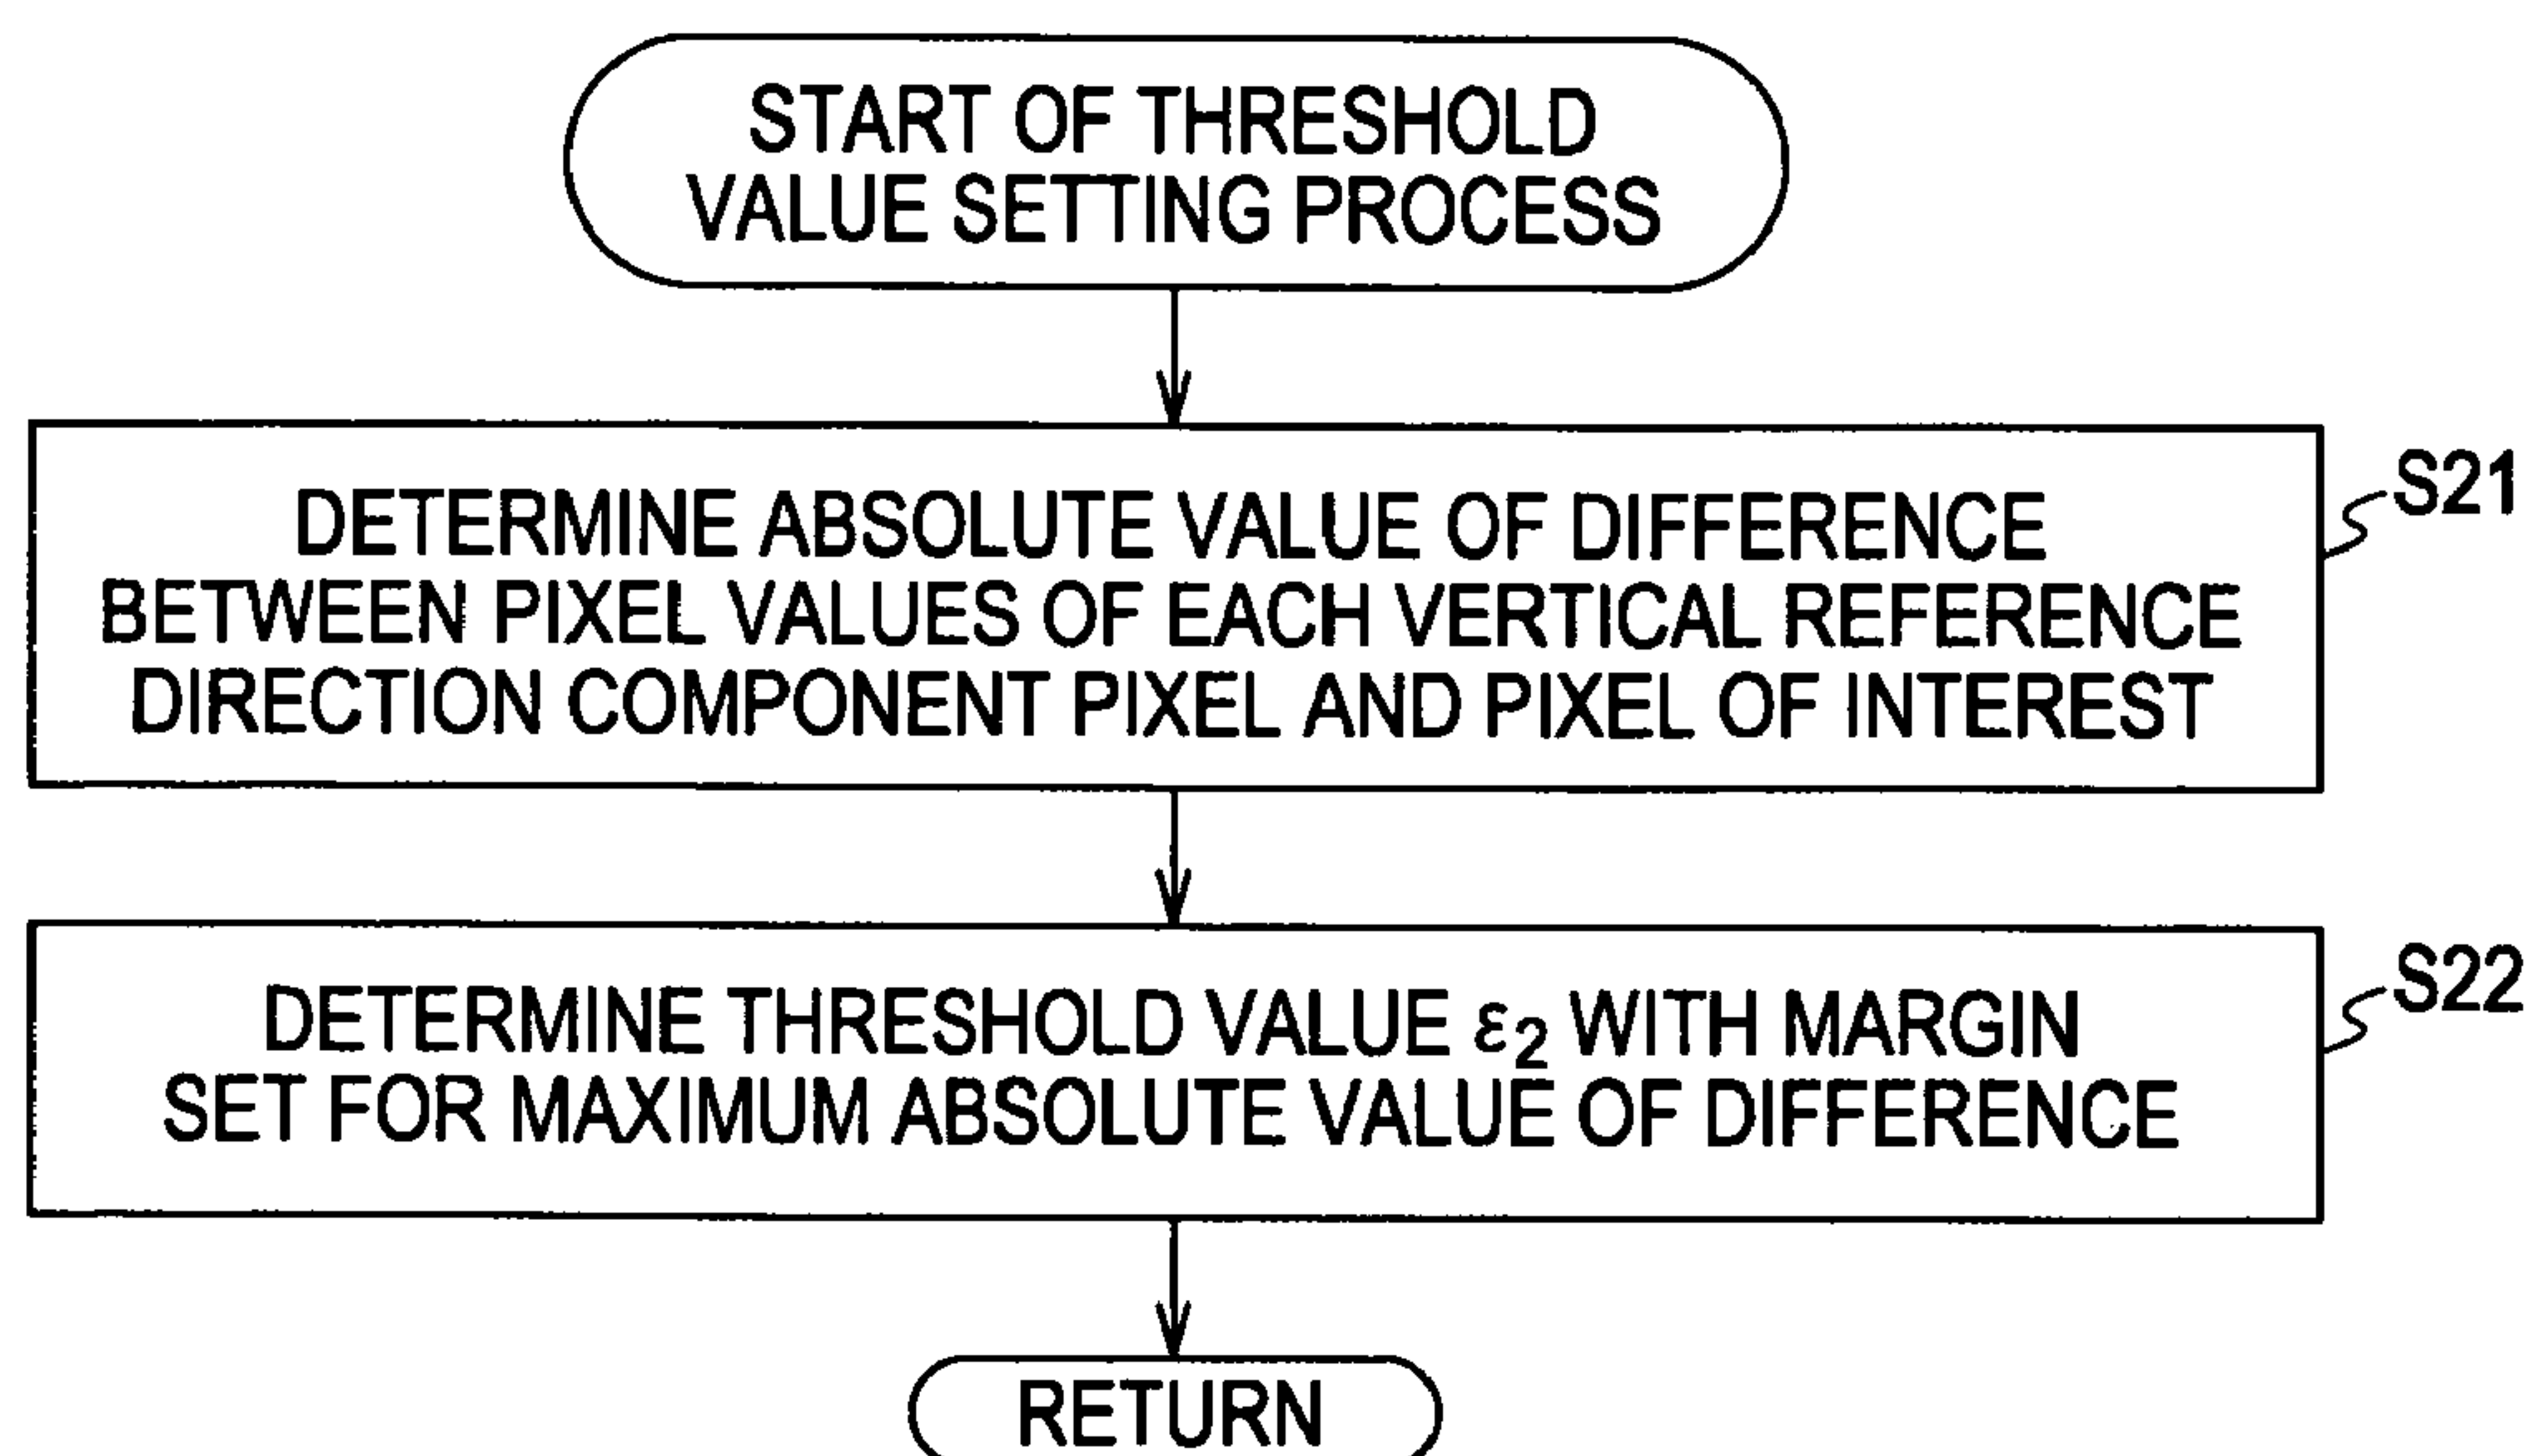 START OF THRESHOLD
VALUE SETTING PROCESS
DETERMINE ABSOLUTE VALUE OF DIFFERENCE
BETWEEN PIXEL VALUES OF EACH VERTICAL REFERENCE
DIRECTION COMPONENT PIXEL AND PIXEL OF INTEREST
S21
DETERMINE THRESHOLD VALUE ε₂ WITH MARGIN
SET FOR MAXIMUM ABSOLUTE VALUE OF DIFFERENCE
S22
RETURN